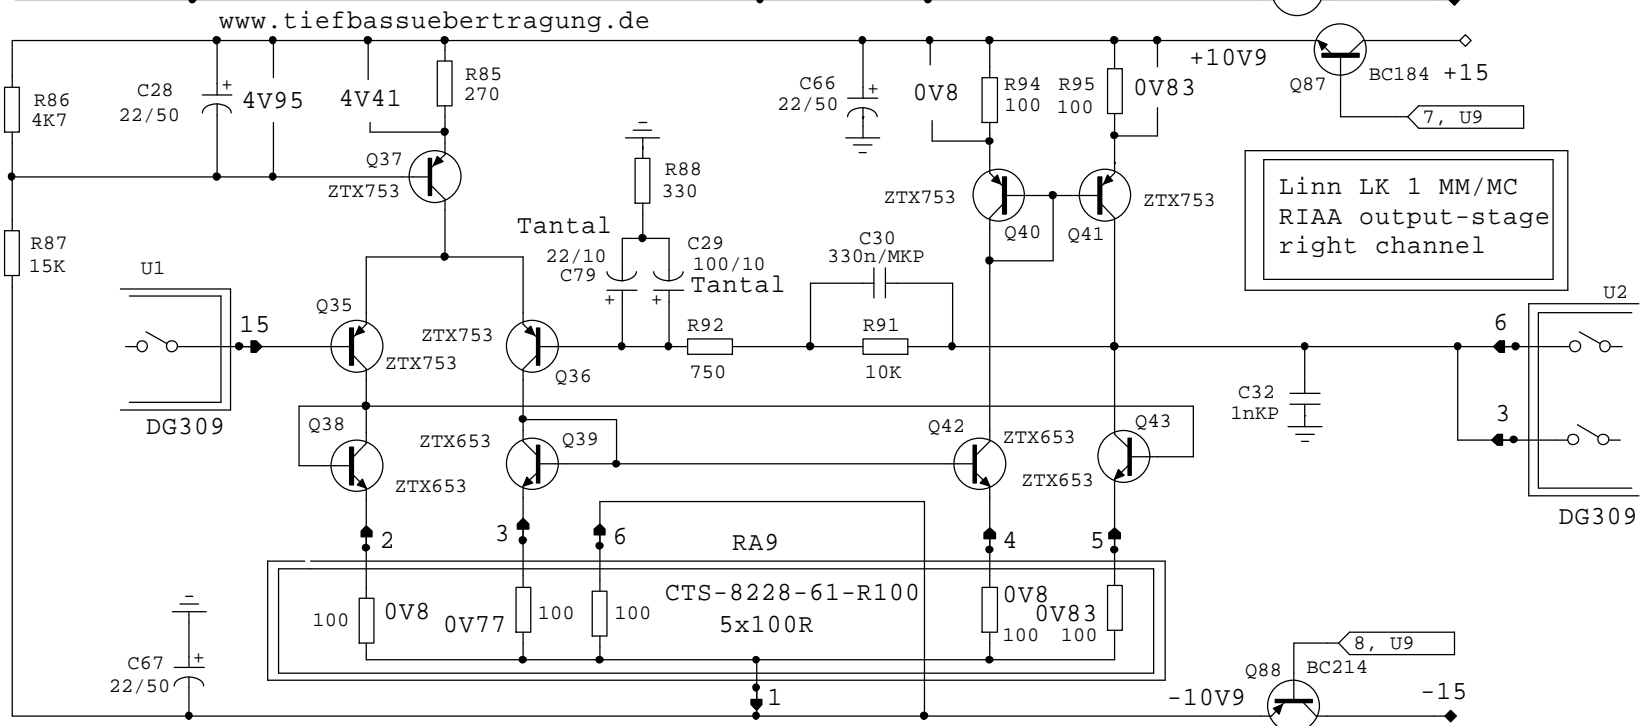 www.tiefbassuebertragung.de
R86
4K7
C28
22/50
+
4V95
4V41
R85
270
Q37
ZTX753
R87
15K
U1
15
DG309
Q35
ZTX753
ZTX753
Q36
Tantal
22/10
C79
+
R88
330
C29
100/10
Tantal
+
R92
750
C30
330n/MKP
R91
10K
C66
22/50
+
0V8
R94
100
R95
100
0V83
+10V9
Q87
BC184
+15
7, U9
ZTX753
Q40
Q41
ZTX753
Linn LK 1 MM/MC
RIAA output-stage
right channel
U2
6
3
DG309
C32
1nKP
Q38
ZTX653
ZTX653
Q39
Q42
ZTX653
ZTX653
Q43
2
3
6
RA9
4
5
CTS-8228-61-R100
5x100R
100
0V8
0V77
100
100
0V8
100
0V83
100
1
C67
22/50
+
-10V9
Q88
BC214
8, U9
-15